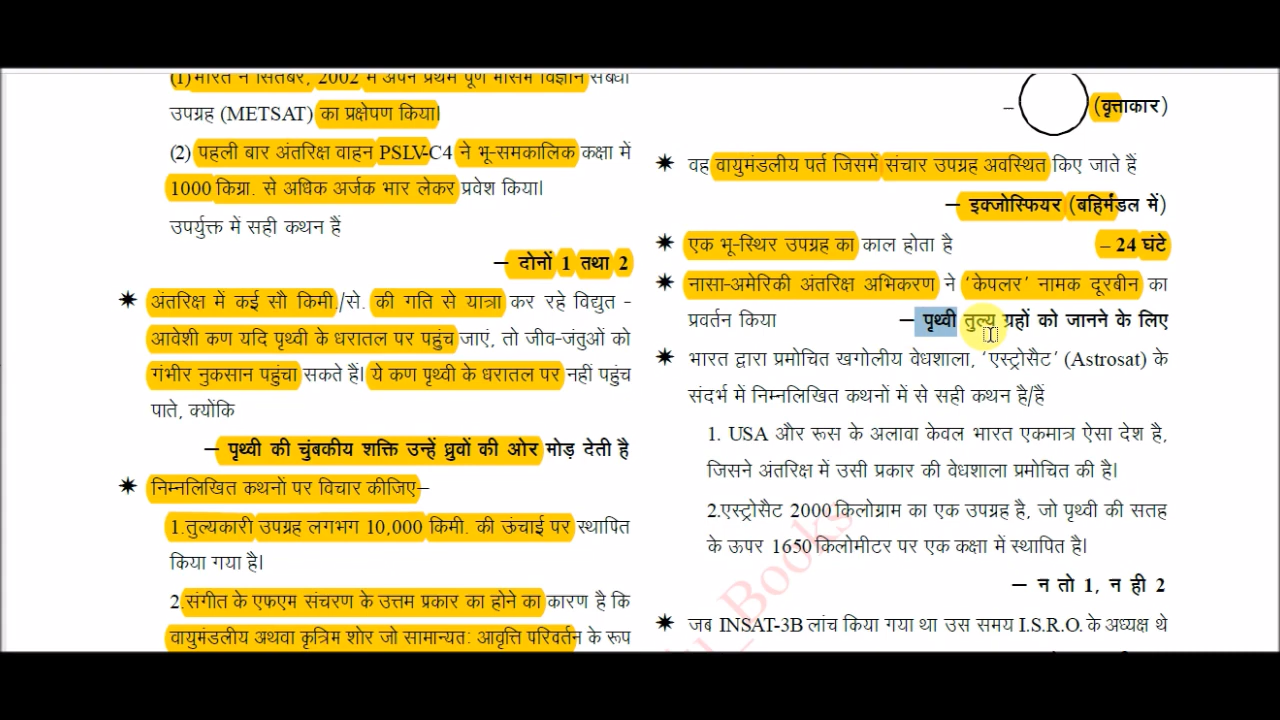 (1)भारत ने सितंबर, 2002 में अपने प्रथम पूर्ण मौसम विज्ञान संबंधी
उपग्रह (METSAT) का प्रक्षेपण किया।
(2) पहली बार अंतरिक्ष वाहन PSLV-C4 ने भू-समकालिक कक्षा में
1000 किग्रा. से अधिक अर्जक भार लेकर प्रवेश किया।
उपर्युक्त में सही कथन हैं
– दोनों 1 तथा 2
✷ अंतरिक्ष में कई सौ किमी./से. की गति से यात्रा कर रहे विद्युत -
आवेशी कण यदि पृथ्वी के धरातल पर पहुंच जाएं, तो जीव-जंतुओं को
गंभीर नुकसान पहुंचा सकते हैं। ये कण पृथ्वी के धरातल पर नहीं पहुंच
पाते, क्योंकि
– पृथ्वी की चुंबकीय शक्ति उन्हें ध्रुवों की ओर मोड़ देती है
✷ निम्नलिखित कथनों पर विचार कीजिए–
1.तुल्यकारी उपग्रह लगभग 10,000 किमी. की ऊंचाई पर स्थापित
किया गया है।
2.संगीत के एफएम संचरण के उत्तम प्रकार का होने का कारण है कि
वायुमंडलीय अथवा कृत्रिम शोर जो सामान्यत: आवृत्ति परिवर्तन के रूप
– (वृत्ताकार)
✷ वह वायुमंडलीय पर्त जिसमें संचार उपग्रह अवस्थित किए जाते हैं
– इक्जोस्फियर (बहिर्मंडल में)
✷ एक भू-स्थिर उपग्रह का काल होता है – 24 घंटे
✷ नासा-अमेरिकी अंतरिक्ष अभिकरण ने 'केपलर' नामक दूरबीन का
प्रवर्तन किया – पृथ्वी तुल्य ग्रहों को जानने के लिए
✷ भारत द्वारा प्रमोचित खगोलीय वेधशाला, 'एस्ट्रोसैट' (Astrosat) के
संदर्भ में निम्नलिखित कथनों में से सही कथन है/हैं
1. USA और रूस के अलावा केवल भारत एकमात्र ऐसा देश है,
जिसने अंतरिक्ष में उसी प्रकार की वेधशाला प्रमोचित की है।
2.एस्ट्रोसैट 2000 किलोग्राम का एक उपग्रह है, जो पृथ्वी की सतह
के ऊपर 1650 किलोमीटर पर एक कक्षा में स्थापित है।
– न तो 1, न ही 2
✷ जब INSAT-3B लांच किया गया था उस समय I.S.R.O. के अध्यक्ष थे
_Books